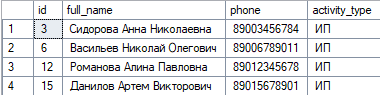 id full_name phone activity_type
1 3 Сидорова Анна Николаевна 89003456784 ИП
2 6 Васильев Николай Олегович 89006789011 ИП
3 12 Романова Алина Павловна 89012345678 ИП
4 15 Данилов Артем Викторович 89015678901 ИП